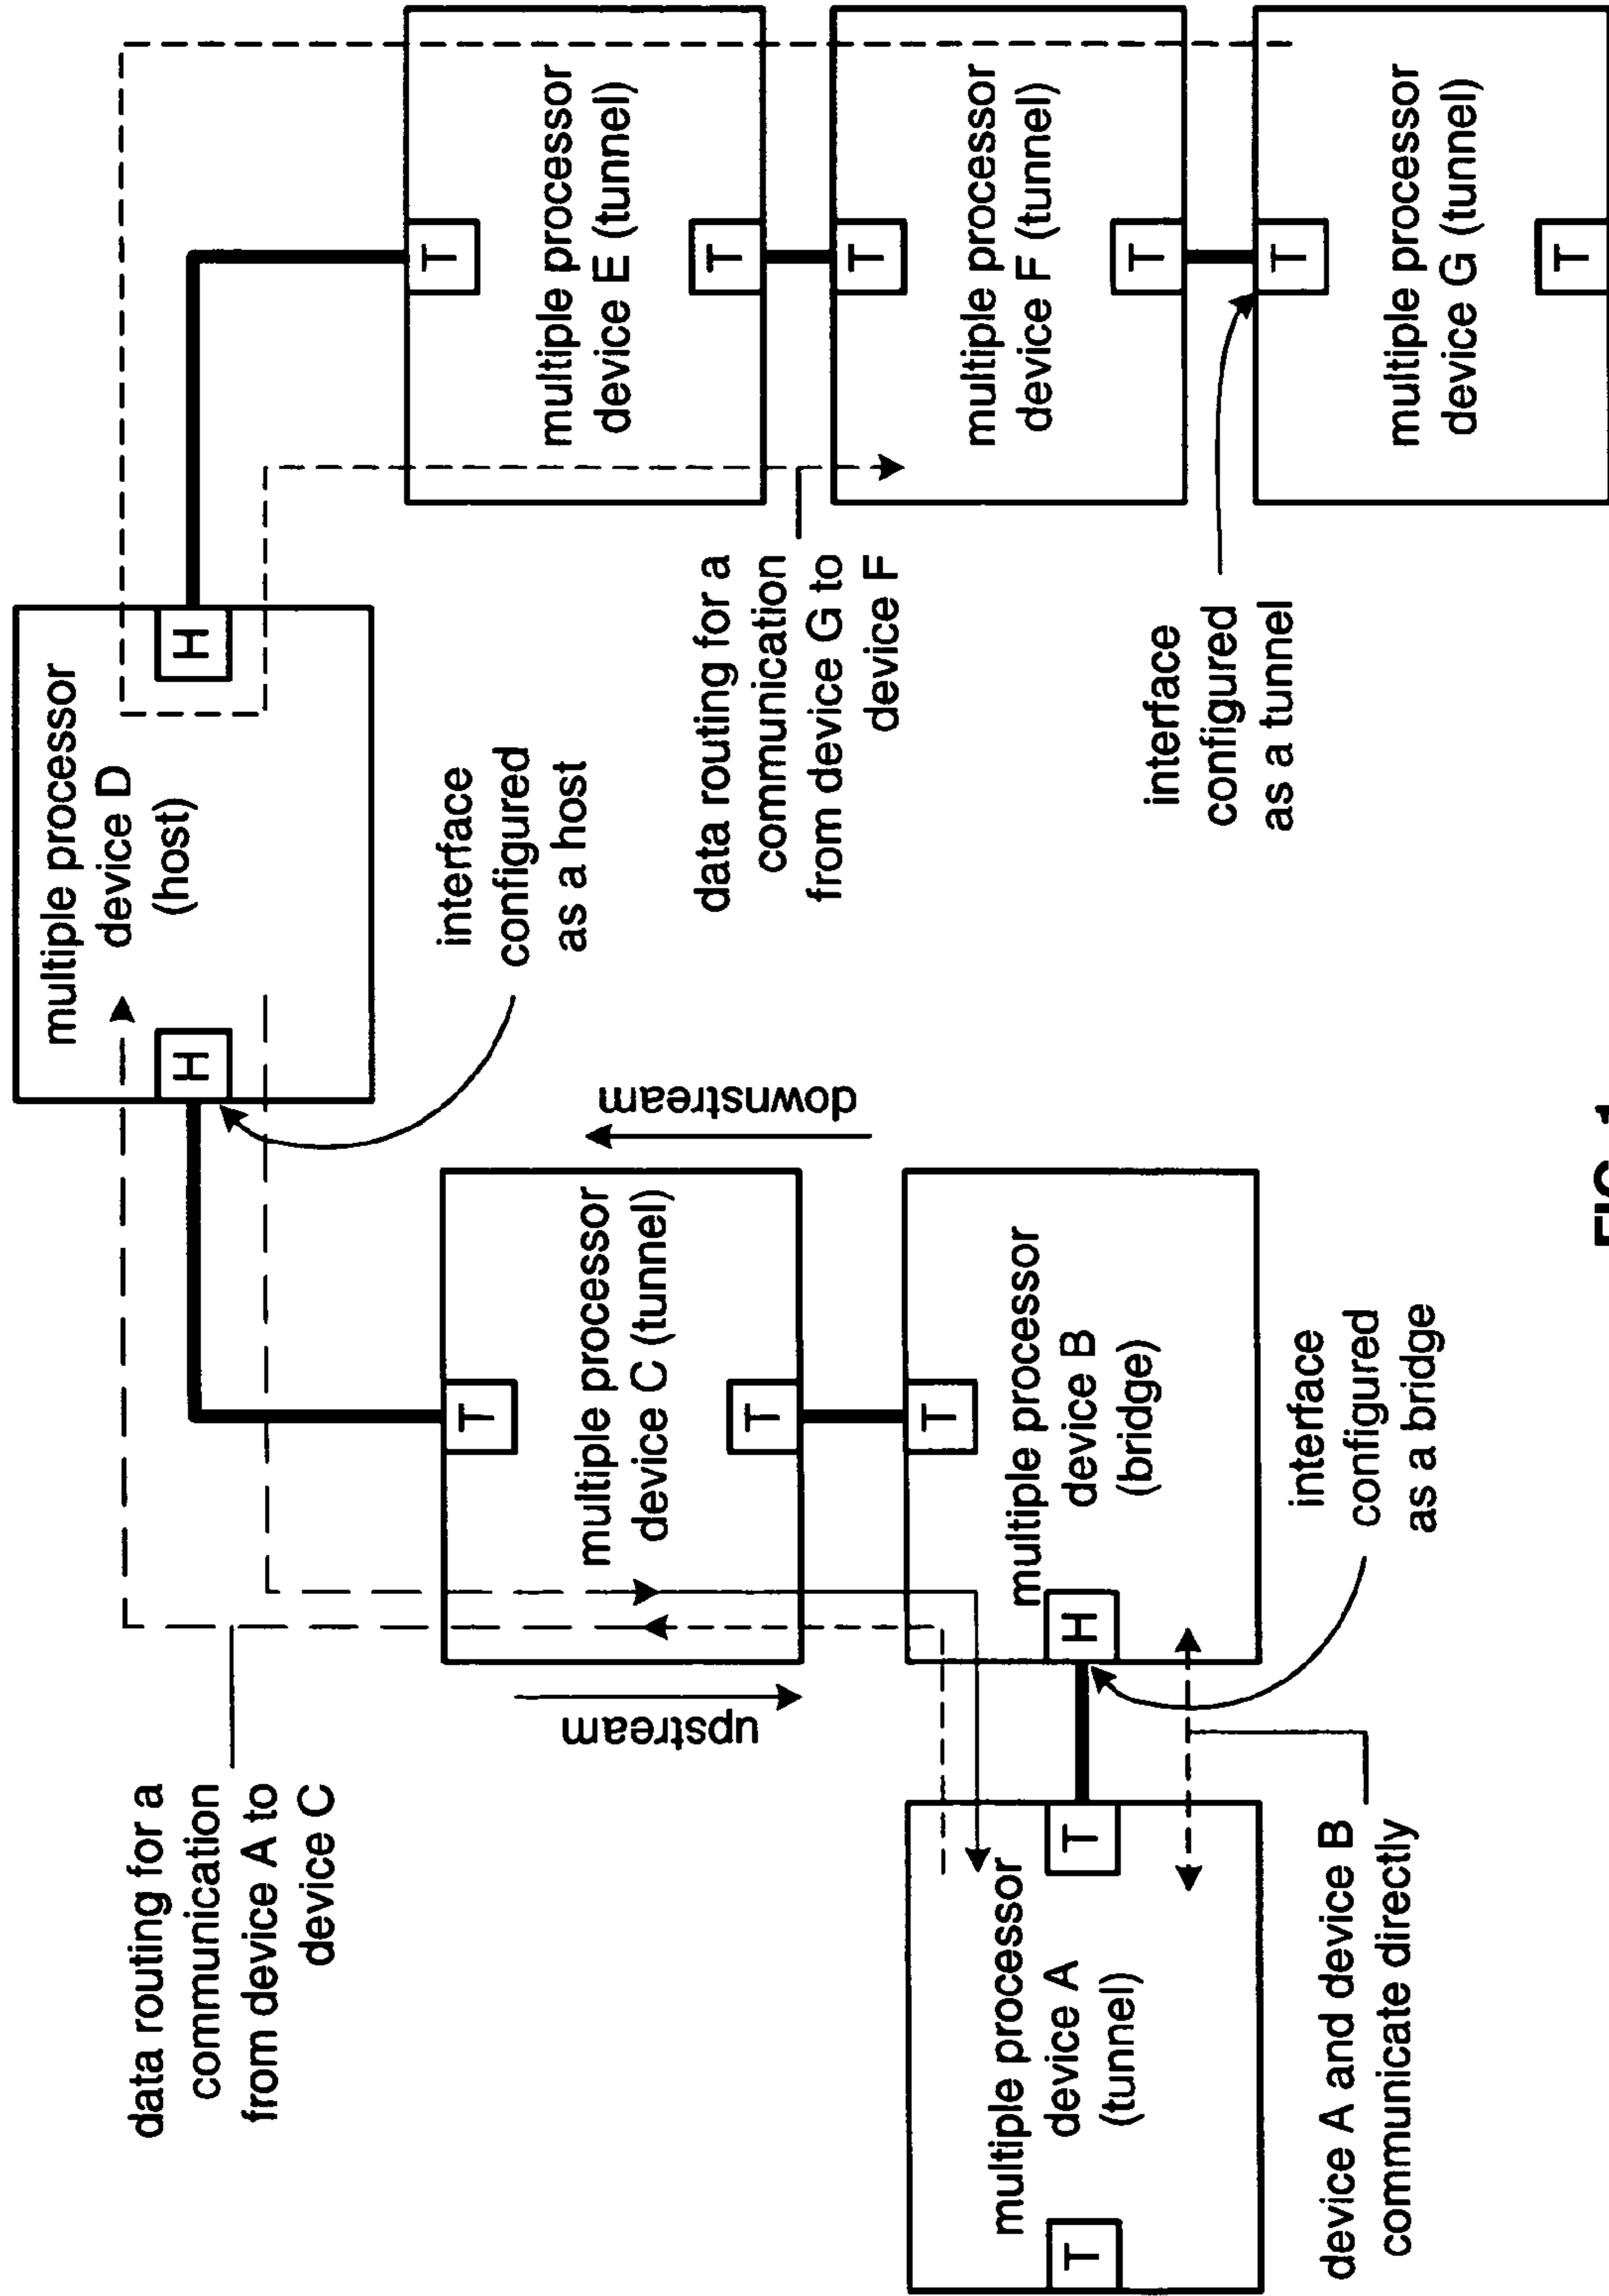 multiple processor
device D
(host)
H
H
data routing for a
communication
from device A to
device C
interface
configured
as a host
T
multiple processor
device E (tunnel)
T
upstream
downstream
T
multiple processor
device C (tunnel)
T
data routing for a
communication
from device G to
device F
T
multiple processor
device F (tunnel)
T
T
multiple processor
device A
(tunnel)
T
T
multiple processor
device B
(bridge)
H
interface
configured
as a tunnel
T
multiple processor
device G (tunnel)
T
device A and device B
communicate directly
interface
configured
as a bridge